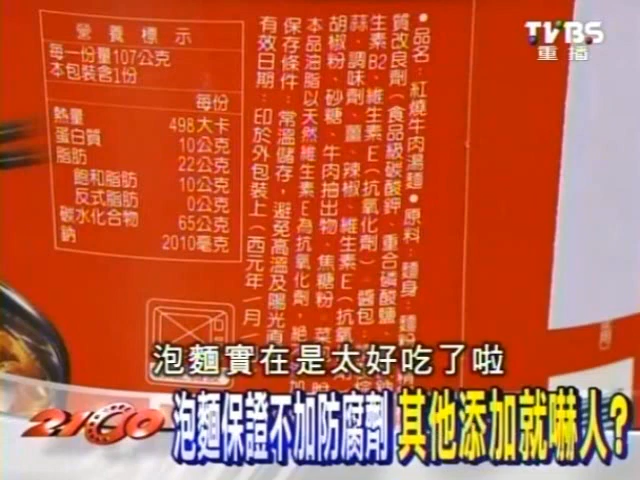 TVBS
重播
營養標示
每一份量107公克
本包裝含1份
每份
熱量 498大卡
蛋白質 10公克
脂肪 22公克
飽和脂肪 10公克
反式脂肪 0公克
碳水化合物 65公克
鈉 2010毫克
●品名：紅燒牛肉湯麵●原料：麵身：麵粉
質改良劑（食品級碳酸鉀、重合磷酸鹽
生素B2、維生素E（抗氧化劑） 醬包
蒜、調味劑、薑、辣椒、維生素E（抗氧
胡椒粉、砂糖、牛肉抽出物、焦糖粉、菜
本品油脂以天然維生素E為抗氧化劑，絕
保存條件：常溫儲存，避免高溫及陽光直
有效日期：印於外包裝上（西元年 月
泡麵實在是太好吃了啦
2100
泡麵保證不加防腐劑 其他添加就嚇人？